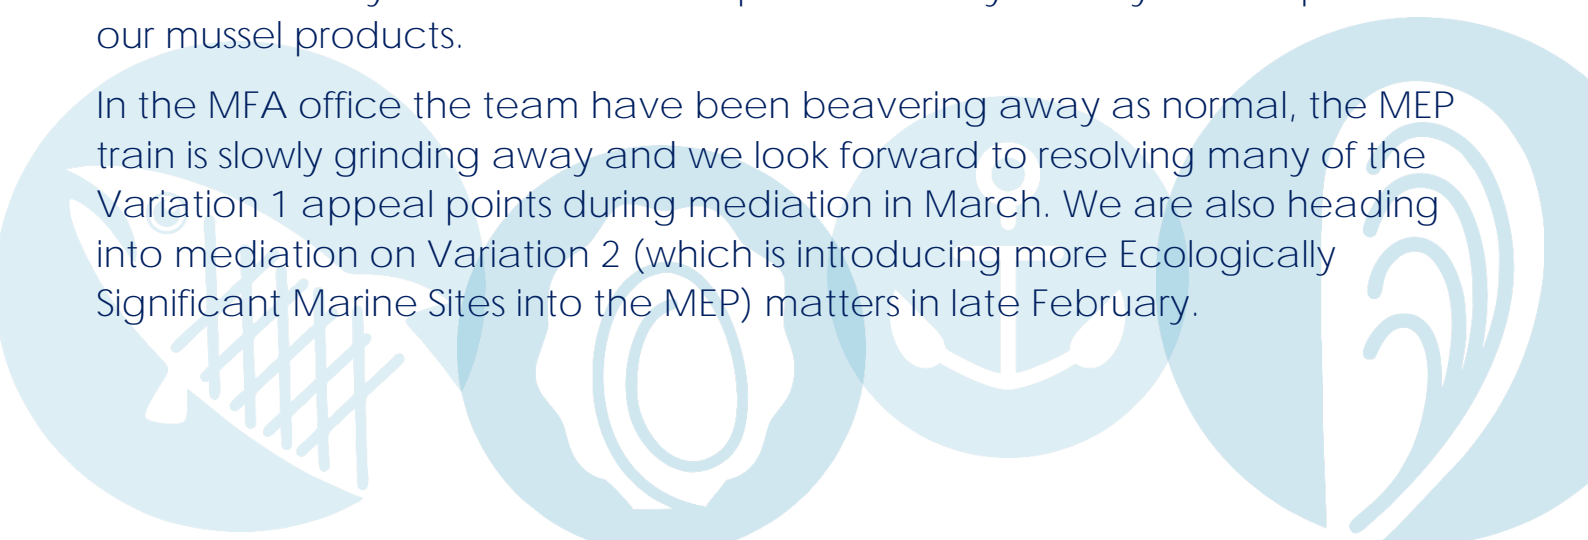 our mussel products.
In the MFA office the team have been beavering away as normal, the MEP
train is slowly grinding away and we look forward to resolving many of the
Variation 1 appeal points during mediation in March. We are also heading
into mediation on Variation 2 (which is introducing more Ecologically
Significant Marine Sites into the MEP) matters in late February.